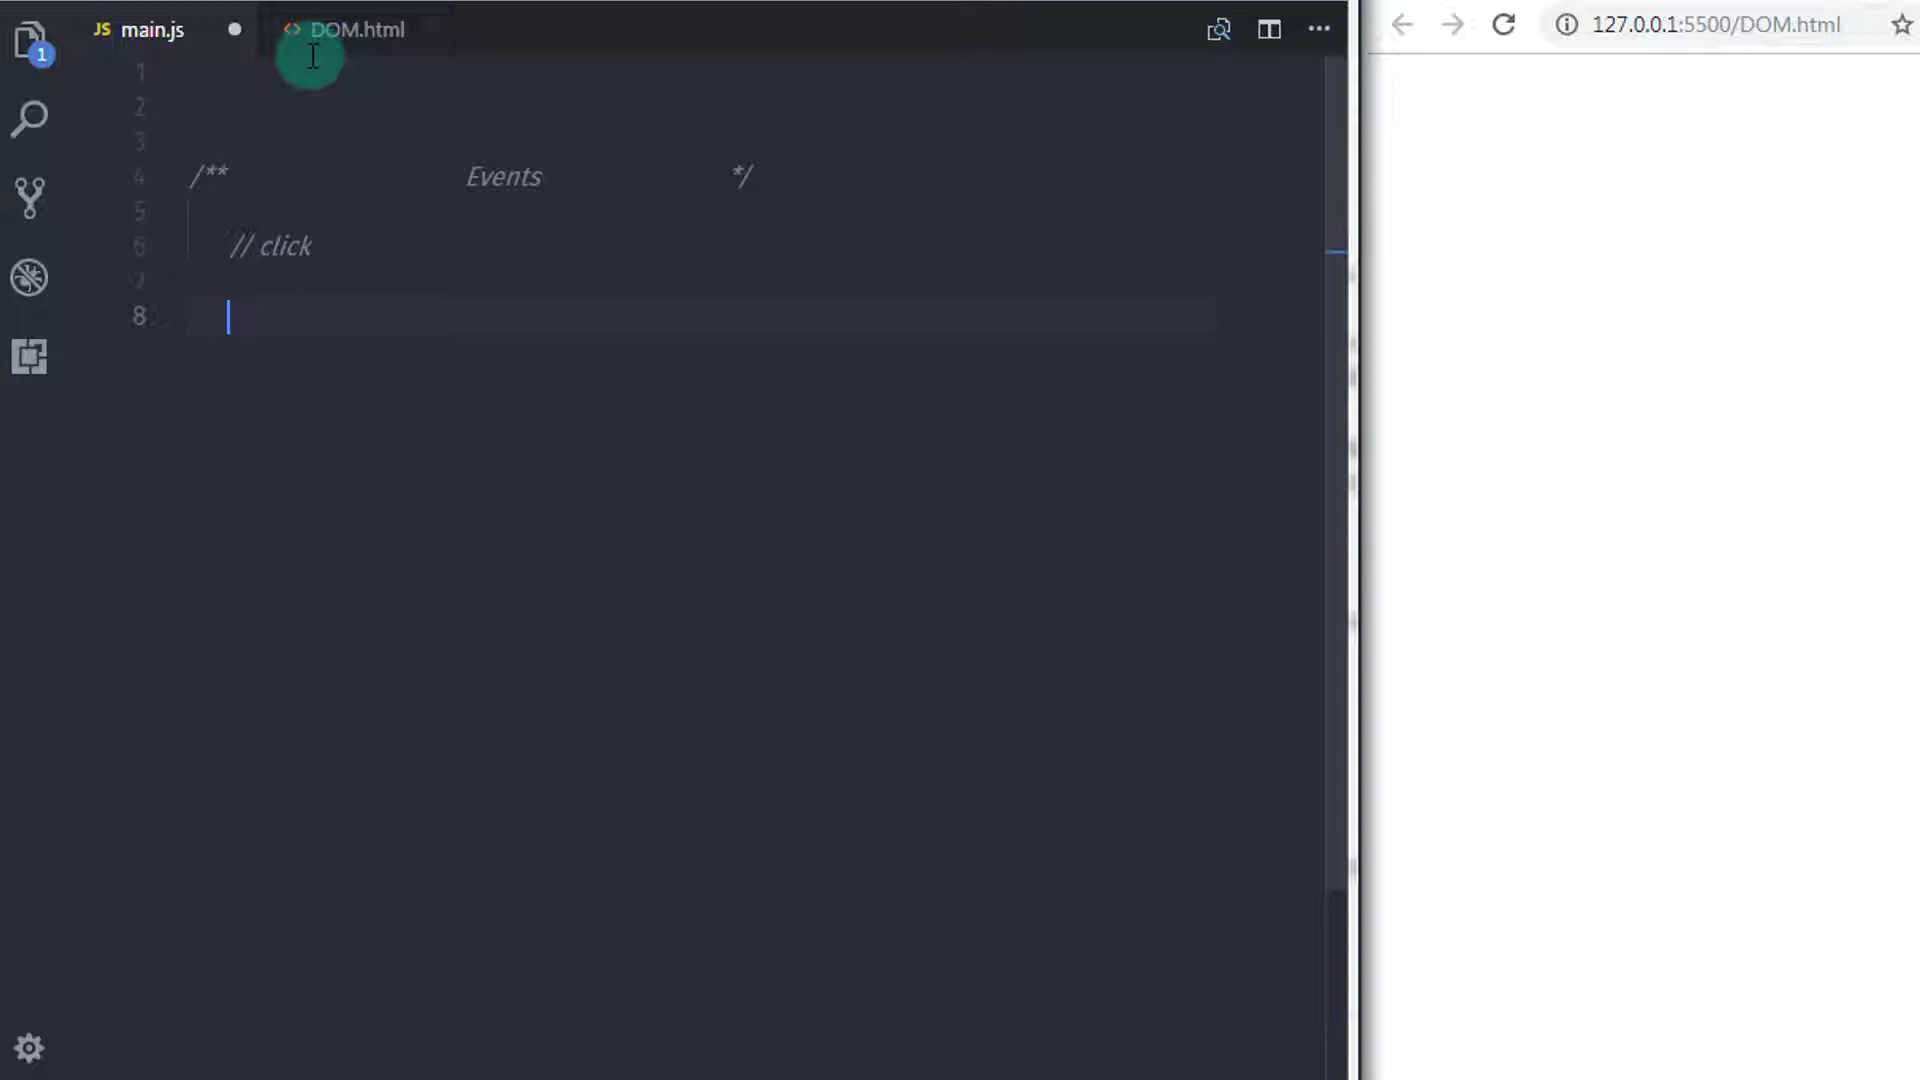 JS main.js
DOM.html
127.0.0.1:5500/DOM.html
1
1
2
3
4 /** Events */
5
6 // click
7
8